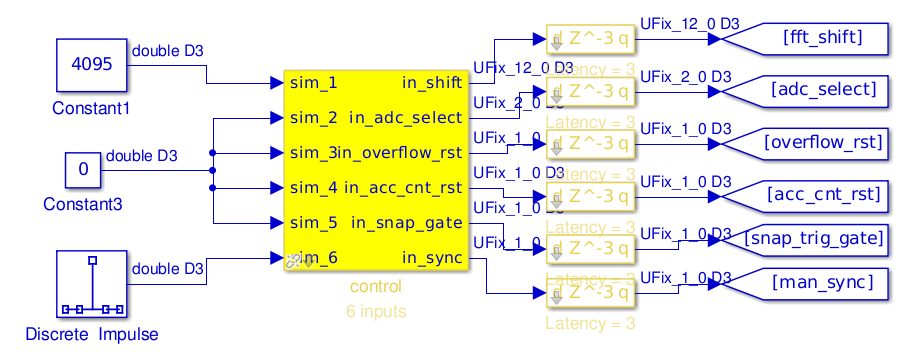 4095
Constant1
double D3
0
Constant3
double D3
Discrete Impulse
double D3
sim_1 in_shift
sim_2 in_adc_select
sim_3 in_overflow_rst
sim_4 in_acc_cnt_rst
sim_5 in_snap_gate
sim_6 in_sync
control
6 inputs
UFix_12_0 D3
d Z^-3 q
Latency = 3
UFix_12_0 D3
[fft_shift]
UFix_2_0 D3
d Z^-3 q
Latency = 3
UFix_2_0 D3
[adc_select]
UFix_1_0
d Z^-3 q
Latency = 3
UFix_1_0 D3
[overflow_rst]
UFix_1_0 D3
d Z^-3 q
Latency = 3
UFix_1_0 D3
[acc_cnt_rst]
UFix_1_0 D3
d Z^-3 q
Latency = 3
UFix_1_0 D3
[snap_trig_gate]
UFix_1_0
d Z^-3 q
Latency = 3
UFix_1_0 D3
[man_sync]